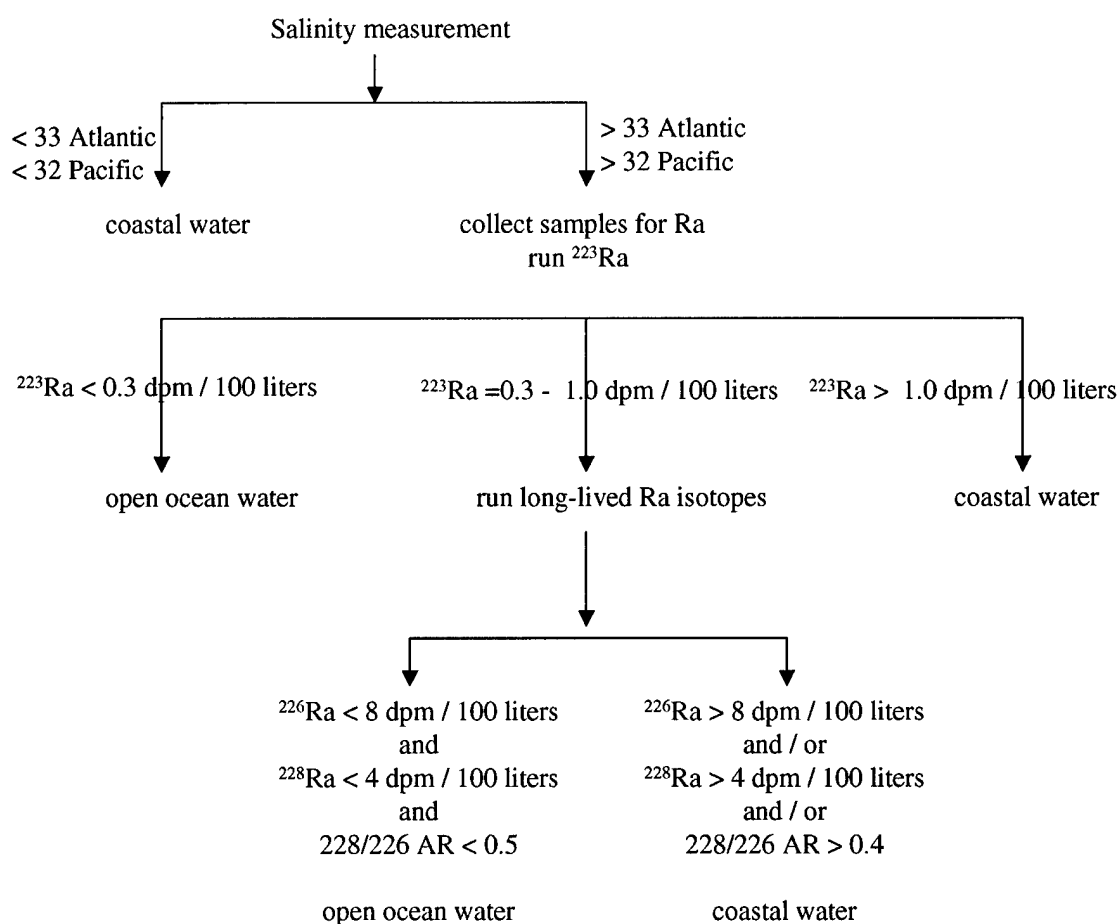 Salinity measurement
< 33 Atlantic
< 32 Pacific
> 33 Atlantic
> 32 Pacific
coastal water
collect samples for Ra
run ²²³Ra
²²³Ra < 0.3 dpm / 100 liters
²²³Ra =0.3 - 1.0 dpm / 100 liters
²²³Ra > 1.0 dpm / 100 liters
open ocean water
run long-lived Ra isotopes
coastal water
²²⁶Ra < 8 dpm / 100 liters
and
²²⁸Ra < 4 dpm / 100 liters
and
228/226 AR < 0.5
open ocean water
²²⁶Ra > 8 dpm / 100 liters
and / or
²²⁸Ra > 4 dpm / 100 liters
and / or
228/226 AR > 0.4
coastal water